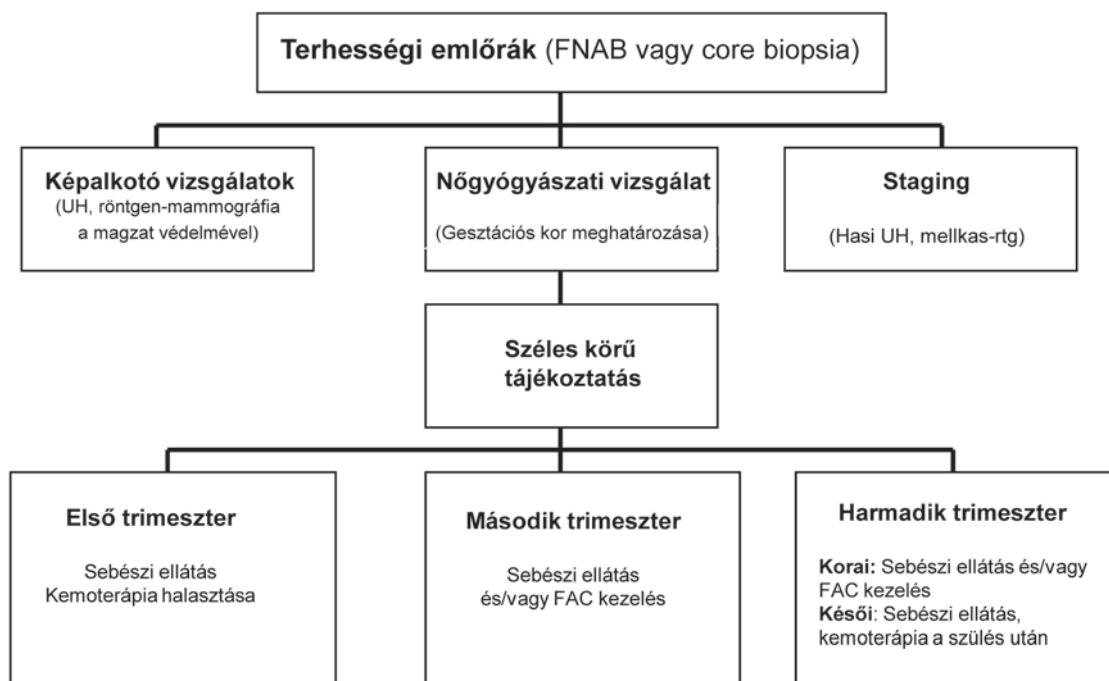 Terhességi emlőrák (FNAB vagy core biopsia)
Képalkotó vizsgálatok
(UH, röntgen-mammográfia
a magzat védelmével)
Nőgyógyászati vizsgálat
(Gesztációs kor meghatározása)
Staging
(Hasi UH, mellkas-rtg)
Széles körű
tájékoztatás
Első trimeszter
Sebészi ellátás
Kemoterápia halasztása
Második trimeszter
Sebészi ellátás
és/vagy FAC kezelés
Harmadik trimeszter
Korai: Sebészi ellátás és/vagy
FAC kezelés
Késői: Sebészi ellátás,
kemoterápia a szülés után